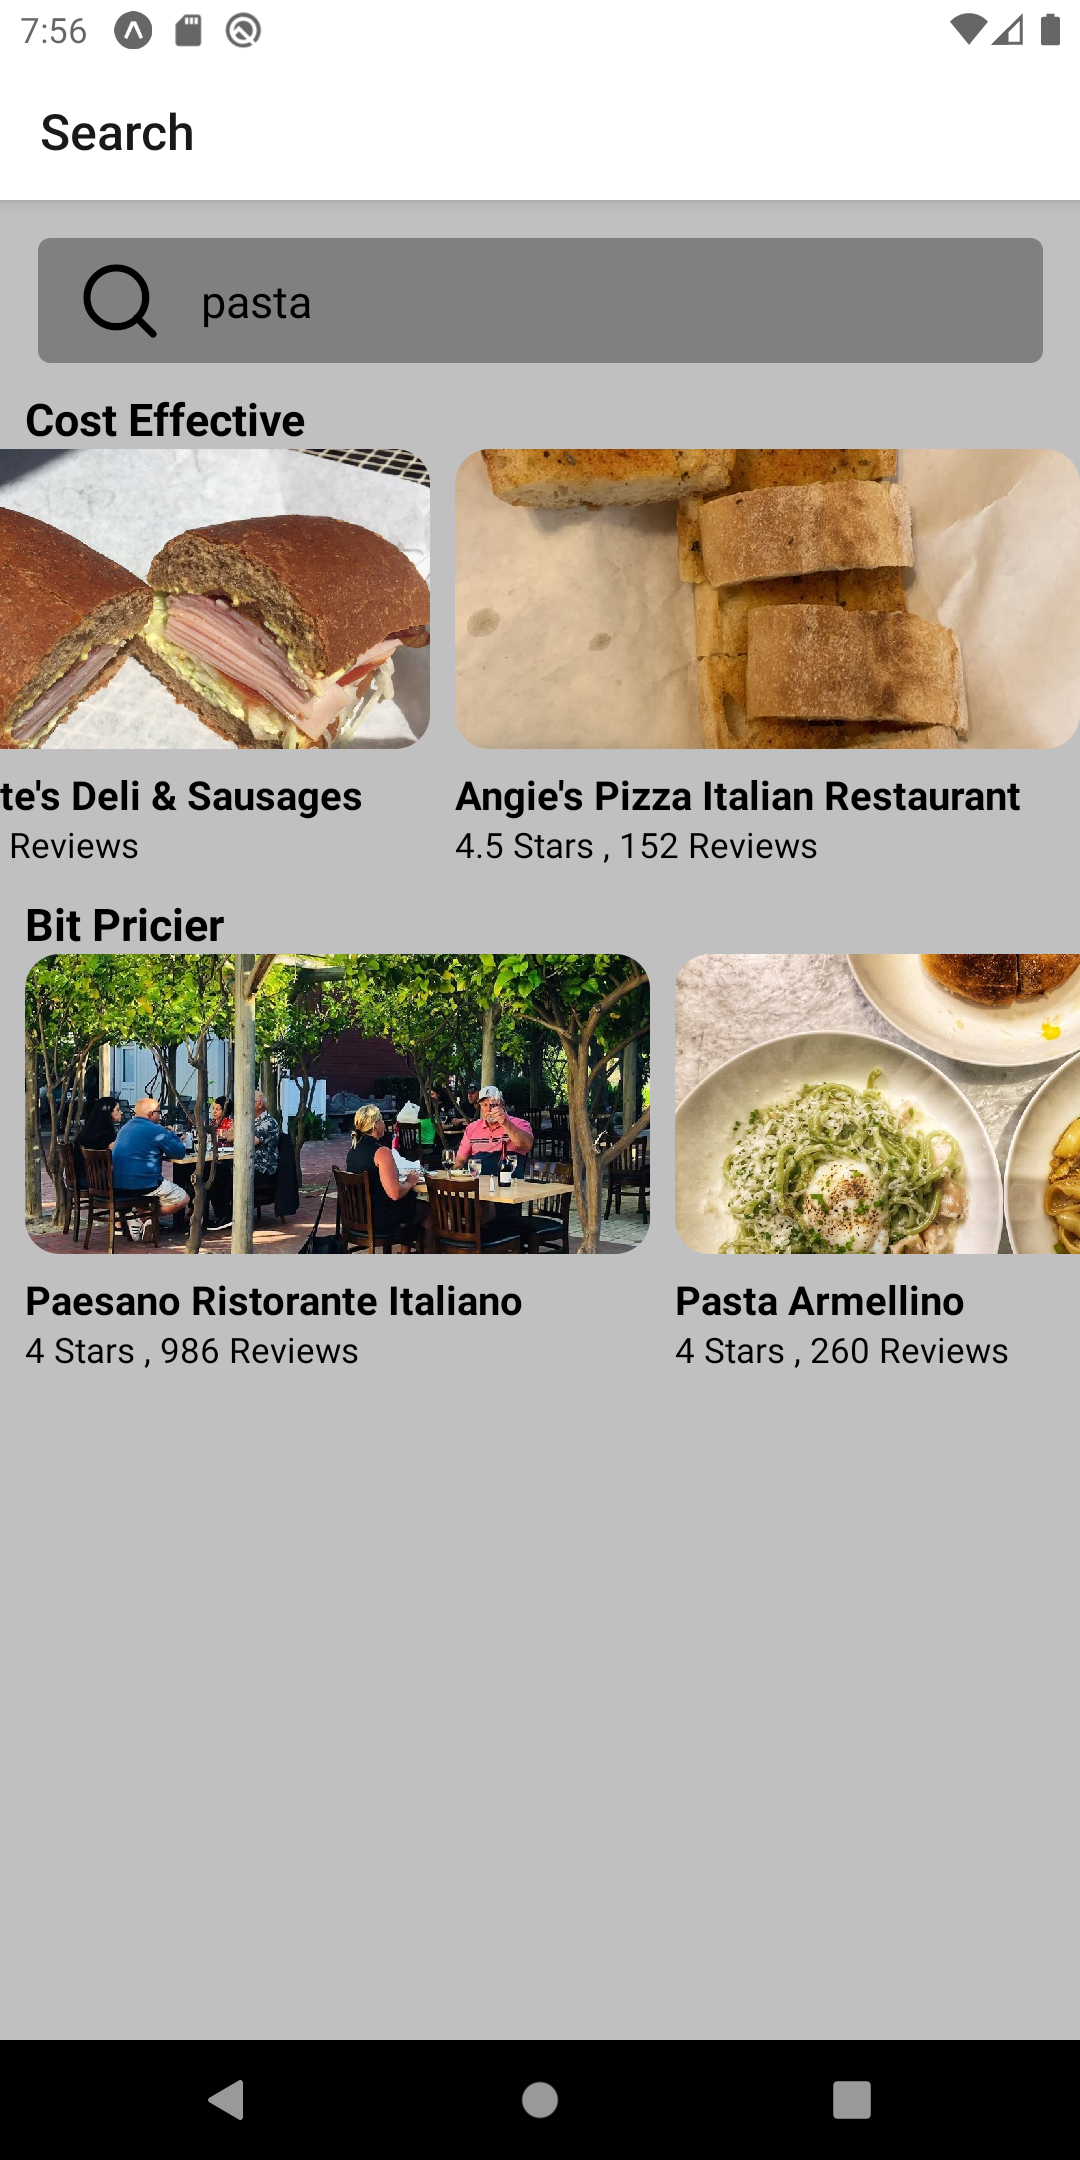 7:56
Search
pasta
Cost Effective
te's Deli & Sausages
Reviews
Angie's Pizza Italian Restaurant
4.5 Stars , 152 Reviews
Bit Pricier
Paesano Ristorante Italiano
4 Stars , 986 Reviews
Pasta Armellino
4 Stars , 260 Reviews